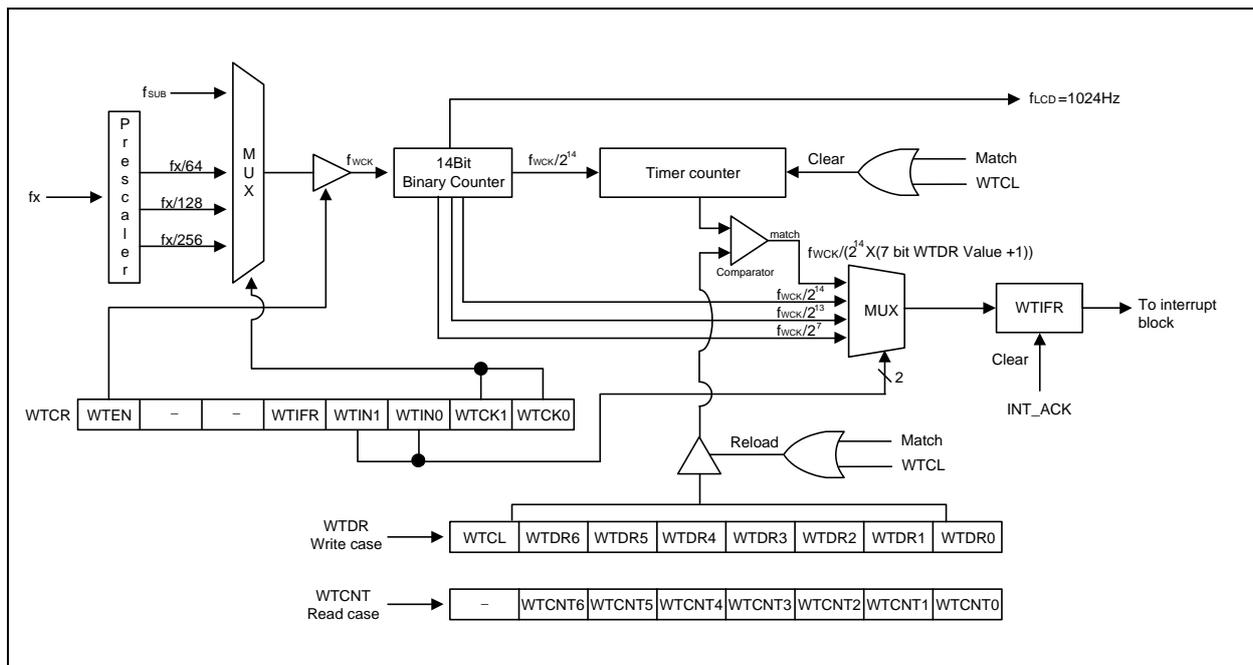 fSUB
Prescaler
fx
fx/64
fx/128
fx/256
MUX
fWCK
14Bit
Binary Counter
fWCK/2^14
Timer counter
Clear
Match
WTCL
fLCD=1024Hz
match
Comparator
fWCK/(2^14X(7 bit WTDR Value +1))
fWCK/2^14
fWCK/2^13
fWCK/2^7
MUX
2
WTIFR
To interrupt
block
Clear
INT_ACK
WTCR WTEN – – WTIFR WTIN1 WTIN0 WTCK1 WTCK0
Reload
Match
WTCL
WTDR
Write case
WTCL WTDR6 WTDR5 WTDR4 WTDR3 WTDR2 WTDR1 WTDR0
WTCNT
Read case
– WTCNT6 WTCNT5 WTCNT4 WTCNT3 WTCNT2 WTCNT1 WTCNT0